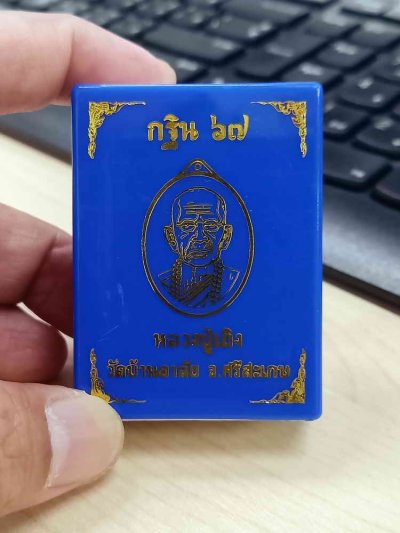 กฐิน ๖๗
หลวงปู่เถิง
วัดบ้านอาลัย จ.ศรีสะเกษ